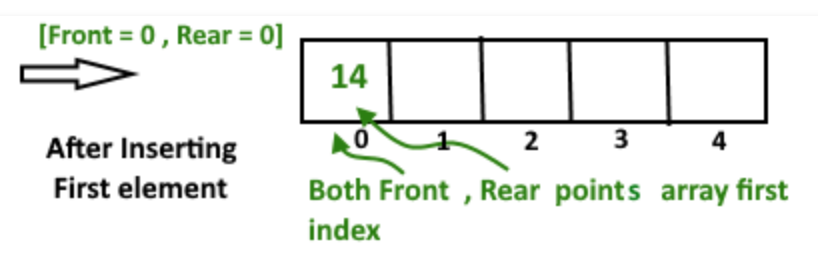 [Front = 0 , Rear = 0]
14
0 1 2 3 4
After Inserting
First element
Both Front , Rear points array first
index